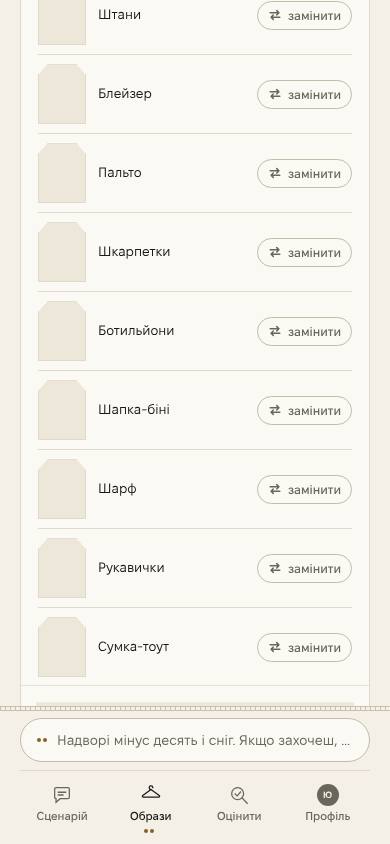 Штани
замінити
Блейзер
замінити
Пальто
замінити
Шкарпетки
замінити
Ботильйони
замінити
Шапка-біні
замінити
Шарф
замінити
Рукавички
замінити
Сумка-тоут
замінити
Надворі мінус десять і сніг. Якщо захочеш, ...
Сценарій
Образи
Оцінити
Ю
Профіль